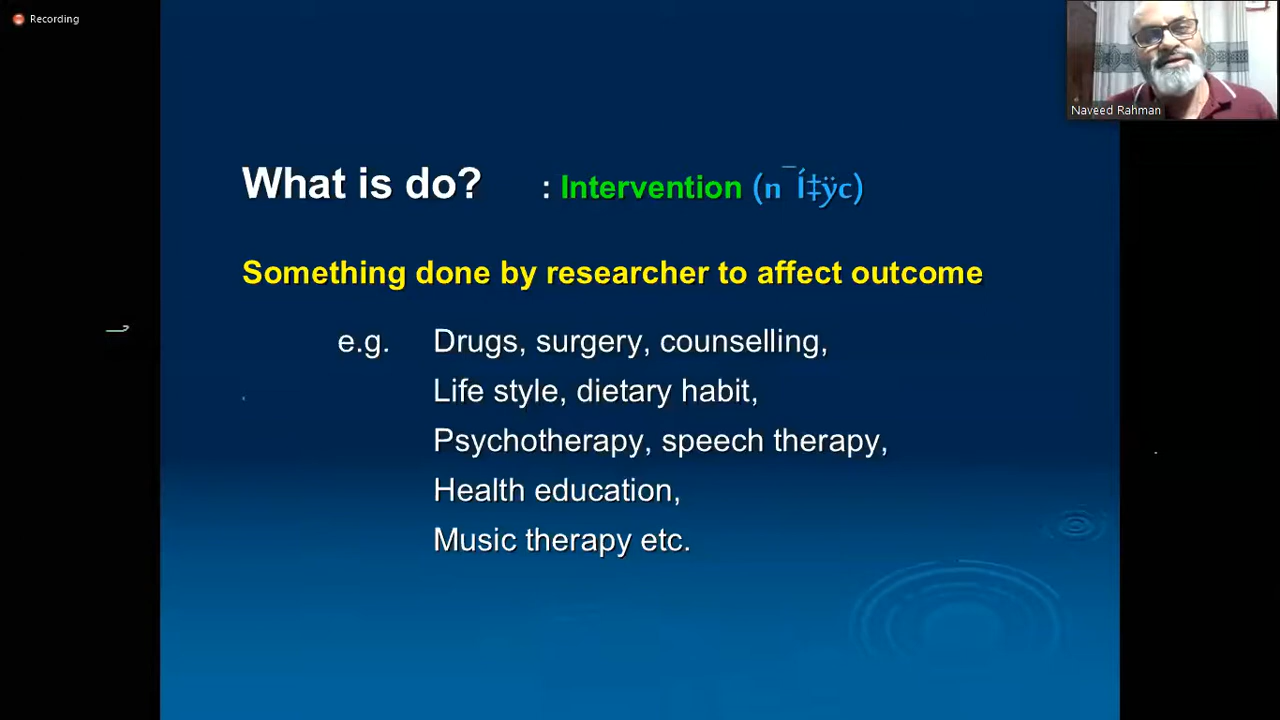 Recording
Naveed Rahman
What is do? : Intervention (n¯Í‡ÿc)
Something done by researcher to affect outcome
e.g. Drugs, surgery, counselling,
Life style, dietary habit,
Psychotherapy, speech therapy,
Health education,
Music therapy etc.